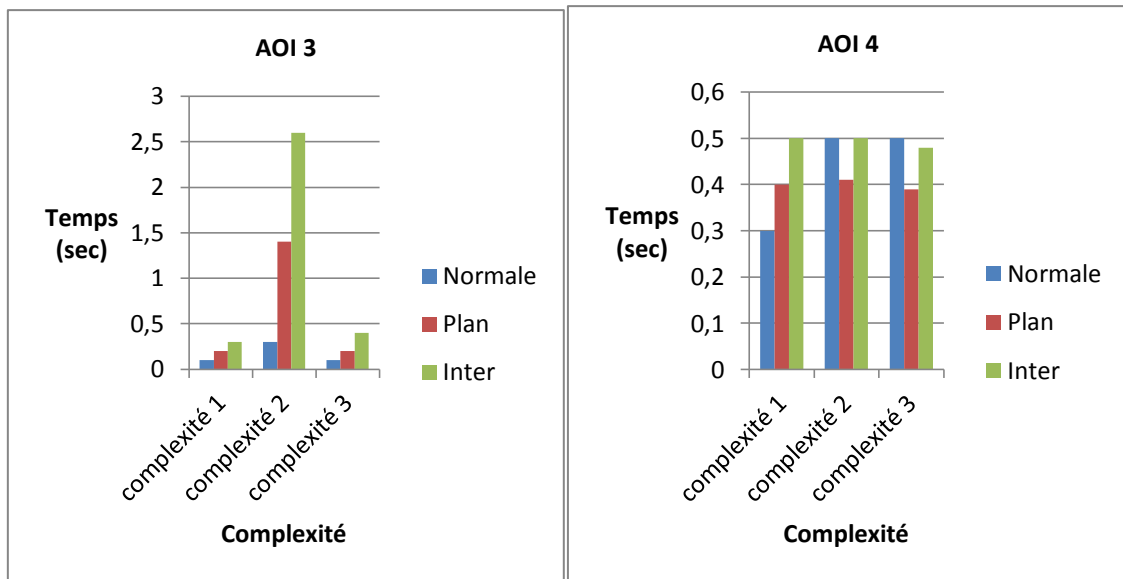 AOI 3
3
2,5
2
1,5
1
0,5
0
Temps
(sec)
complexité 1
complexité 2
complexité 3
Complexité
Normale
Plan
Inter
AOI 4
0,6
0,5
0,4
0,3
0,2
0,1
0
Temps
(sec)
complexité 1
complexité 2
complexité 3
Complexité
Normale
Plan
Inter